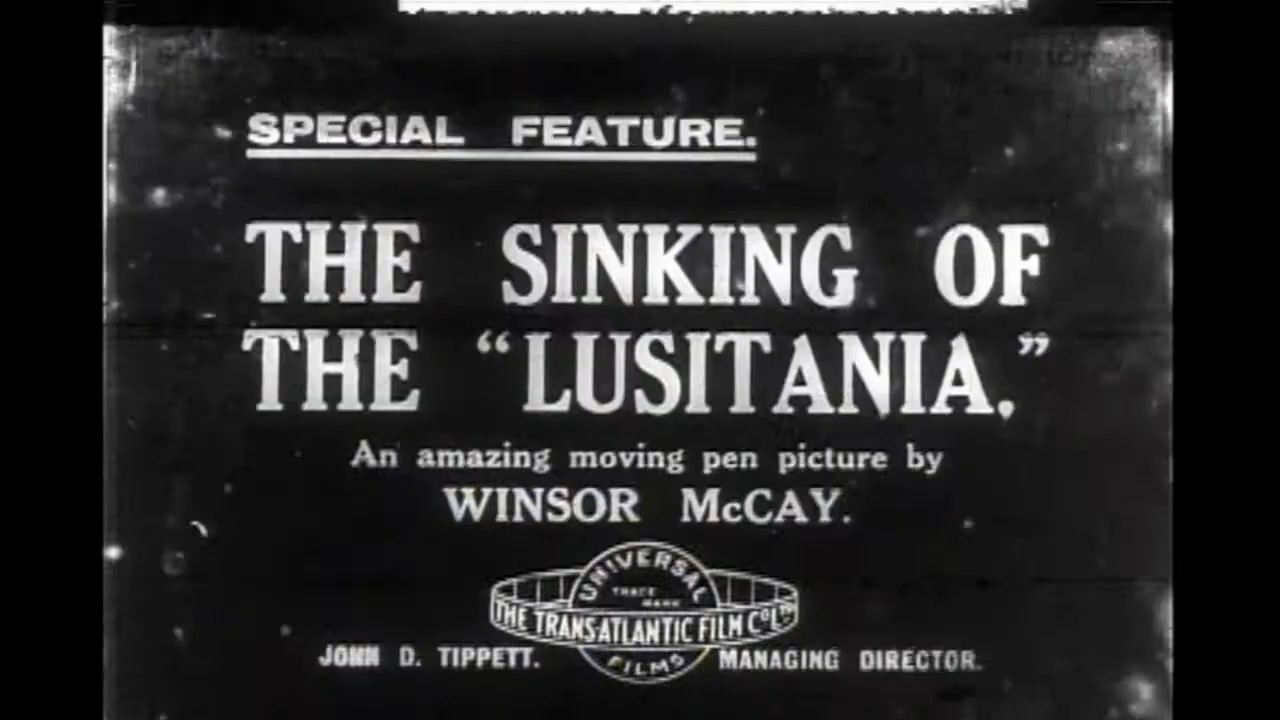 SPECIAL FEATURE.
THE SINKING OF
THE “LUSITANIA.”
An amazing moving pen picture by
WINSOR McCAY.
UNIVERSAL
TRADE
MARK
THE TRANSATLANTIC FILM Co LTD
FILMS
JOHN D. TIPPETT. MANAGING DIRECTOR.